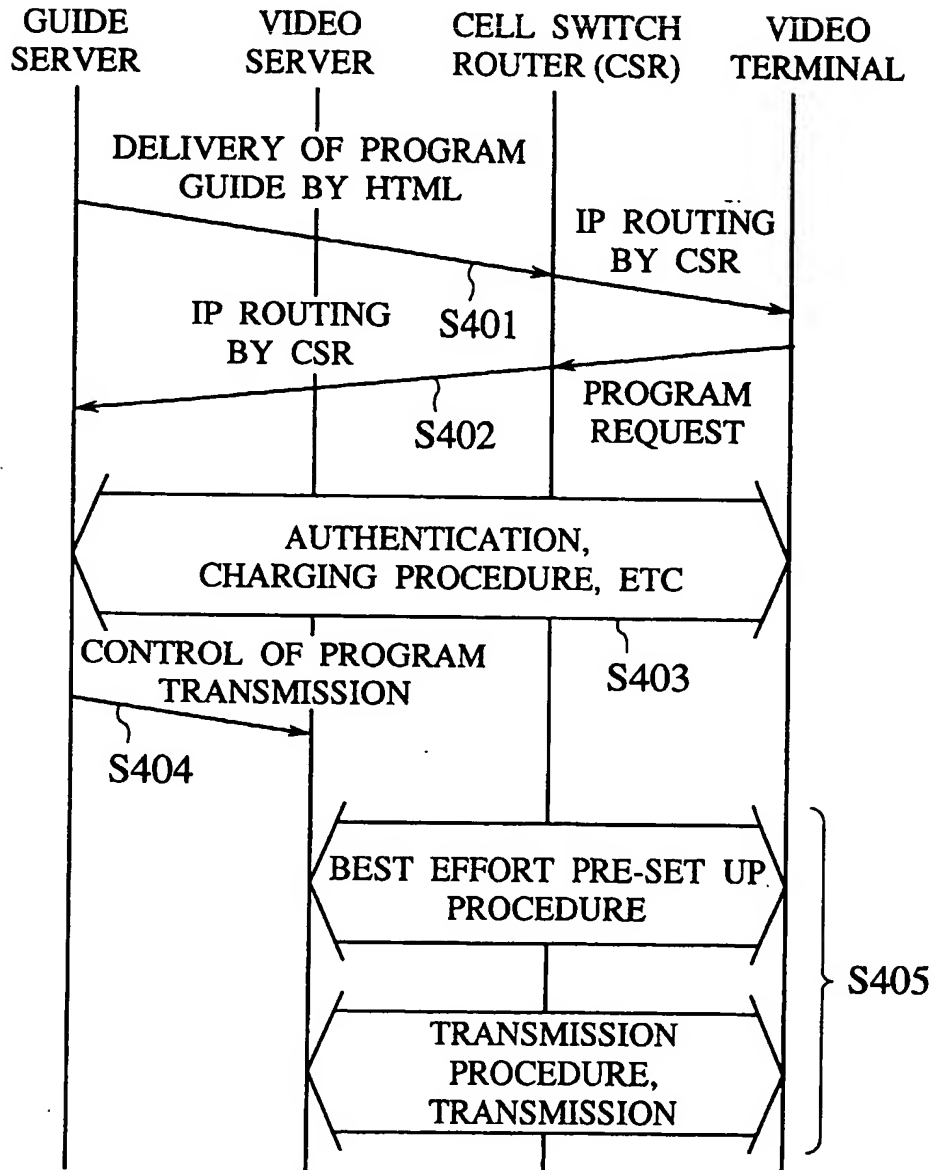 GUIDE
SERVER
VIDEO
SERVER
CELL SWITCH
ROUTER (CSR)
VIDEO
TERMINAL
DELIVERY OF PROGRAM
GUIDE BY HTML
IP ROUTING
BY CSR
S401
IP ROUTING
BY CSR
PROGRAM
REQUEST
S402
AUTHENTICATION,
CHARGING PROCEDURE, ETC
S403
CONTROL OF PROGRAM
TRANSMISSION
S404
BEST EFFORT PRE-SET UP
PROCEDURE
S405
TRANSMISSION
PROCEDURE,
TRANSMISSION